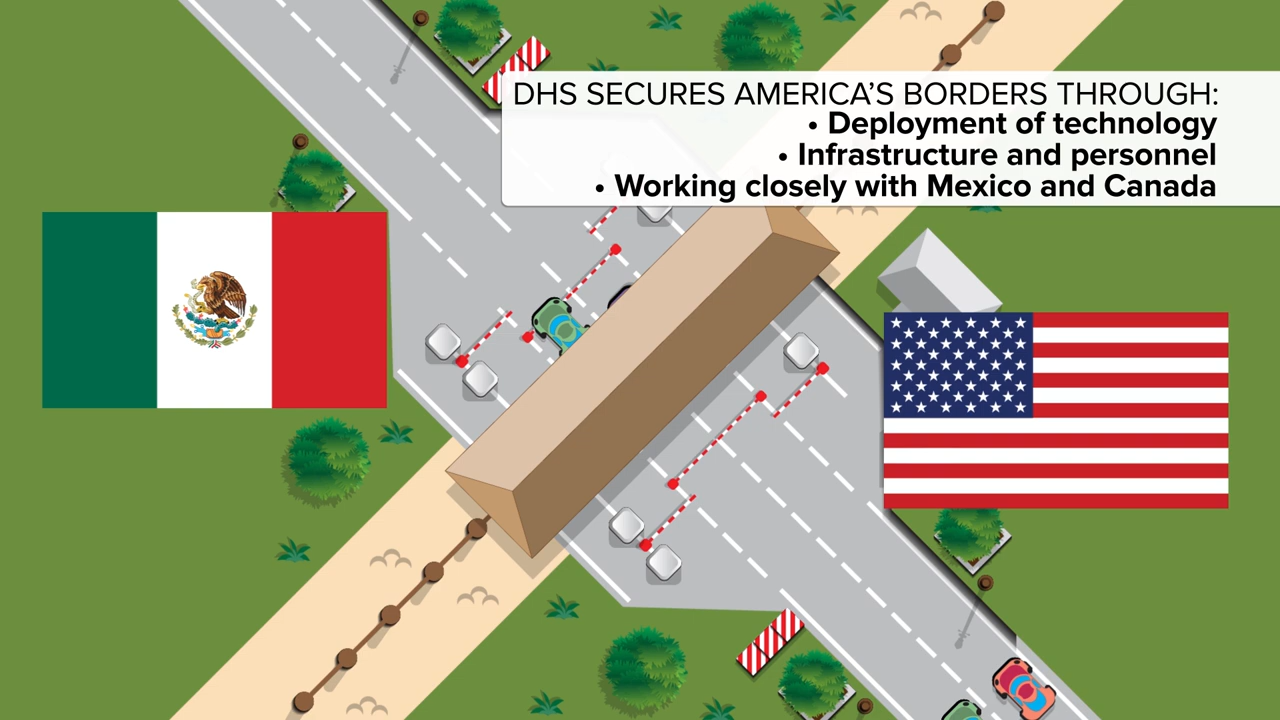 DHS SECURES AMERICA’S BORDERS THROUGH:
• Deployment of technology
• Infrastructure and personnel
• Working closely with Mexico and Canada